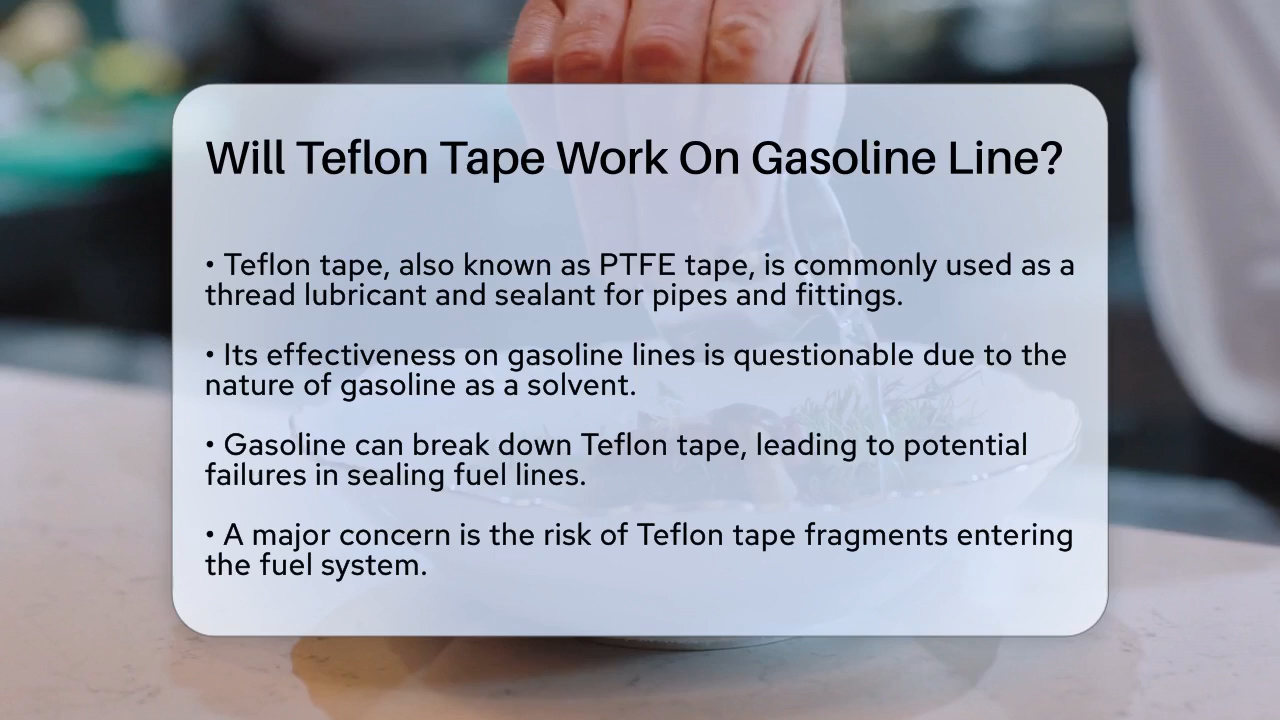 Will Teflon Tape Work On Gasoline Line?
• Teflon tape, also known as PTFE tape, is commonly used as a
thread lubricant and sealant for pipes and fittings.
• Its effectiveness on gasoline lines is questionable due to the
nature of gasoline as a solvent.
• Gasoline can break down Teflon tape, leading to potential
failures in sealing fuel lines.
• A major concern is the risk of Teflon tape fragments entering
the fuel system.